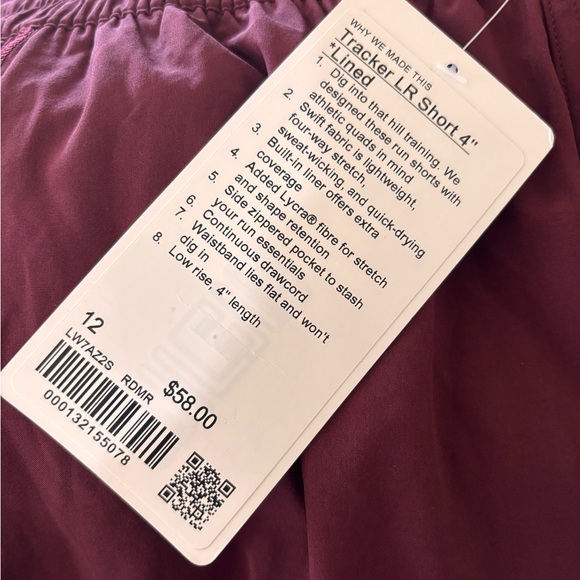 WHY WE MADE THIS
Tracker LR Short 4"
*Lined
1. Dig into that hill training. We
designed these run shorts with
athletic quads in mind
2. Swift fabric is lightweight,
four-way stretch,
sweat-wicking, and quick-drying
3. Built-in liner offers extra
coverage
4. Added Lycra® fibre for stretch
and shape retention
5. Side zippered pocket to stash
your run essentials
6. Continuous drawcord
7. Waistband lies flat and won't
dig in
8. Low rise, 4" length
12
LW7AZ2S RDMR
$58.00
000132155078